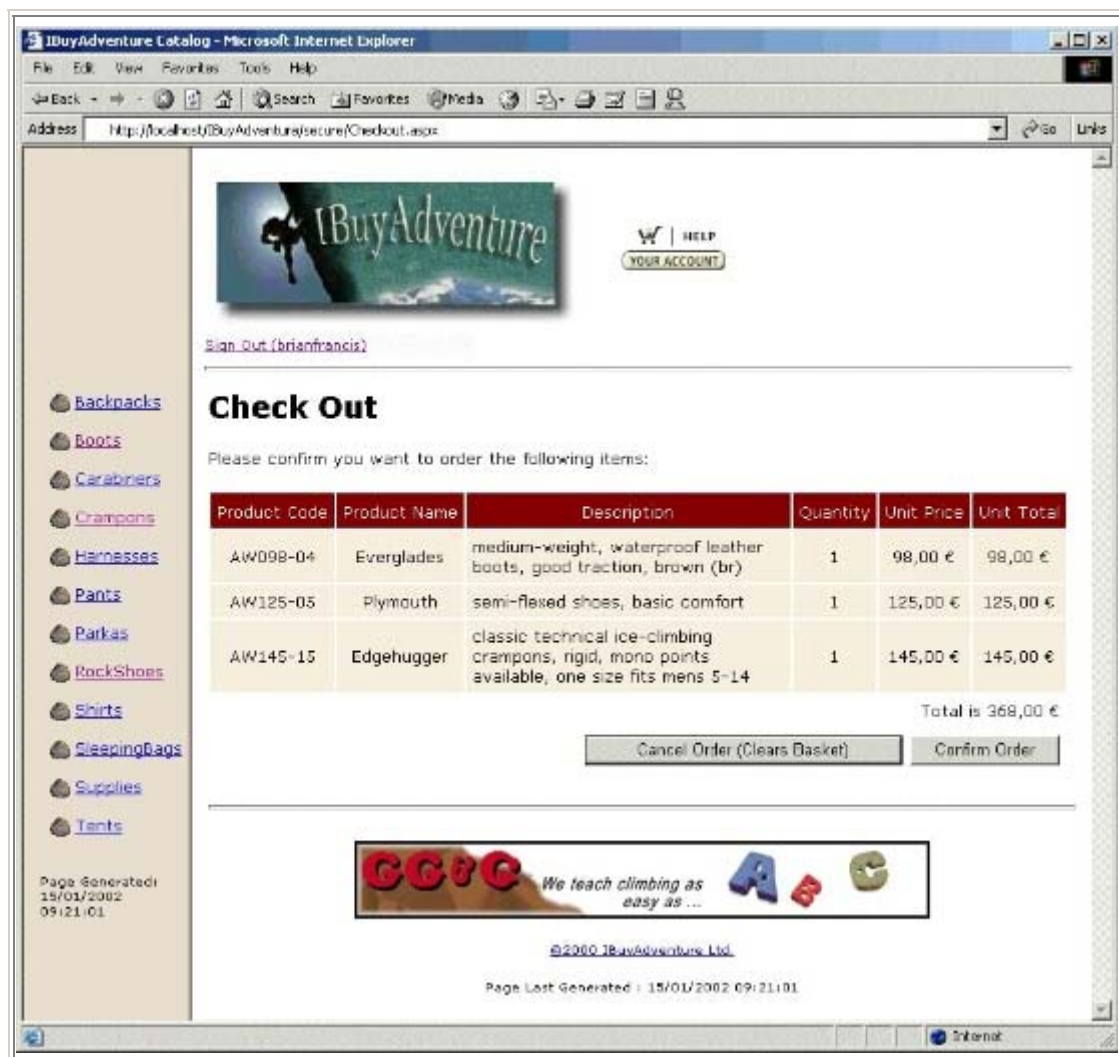 IBuyAdventure Catalog - Microsoft Internet Explorer
File Edit View Favorites Tools Help
Back Search Favorites Media
Address http://localhost/IBuyAdventure/secure/Checkout.aspx Go Links
IBuyAdventure
HELP
YOUR ACCOUNT
Sign Out (brianfrancis)
Backpacks
Boots
Carabiners
Crampons
Harnesses
Pants
Parkas
RockShoes
Shirts
SleepingBags
Supplies
Tents
Page Generated:
15/01/2002
09:21:01
Check Out
Please confirm you want to order the following items:
Product Code Product Name Description Quantity Unit Price Unit Total
AW098-04 Everglades medium-weight, waterproof leather
boots, good traction, brown (br) 1 98,00 € 98,00 €
AW125-05 Plymouth semi-flexed shoes, basic comfort 1 125,00 € 125,00 €
AW145-15 Edgehugger classic technical ice-climbing
crampons, rigid, mono points
available, one size fits mens 5-14 1 145,00 € 145,00 €
Total is 368,00 €
Cancel Order (Clears Basket) Confirm Order
GG&G We teach climbing as
easy as ... A B C
©2000 IBuyAdventure Ltd.
Page Last Generated : 15/01/2002 09:21:01
Internet